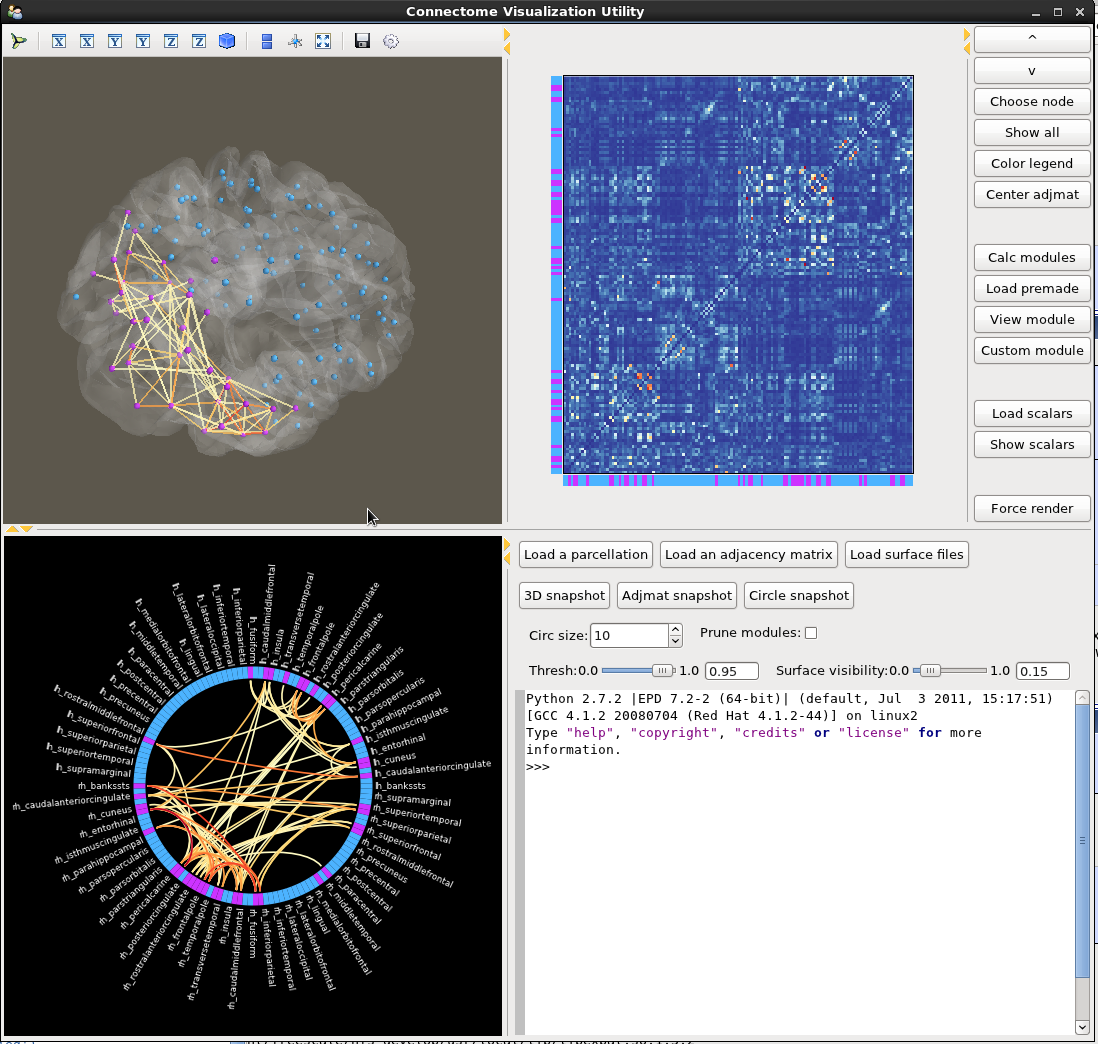 Connectome Visualization Utility
X X Y Y Z Z
^
v
Choose node
Show all
Color legend
Center adjmat
Calc modules
Load premade
View module
Custom module
Load scalars
Show scalars
Force render
Load a parcellation Load an adjacency matrix Load surface files
3D snapshot Adjmat snapshot Circle snapshot
Circ size: 10 Prune modules:
Thresh:0.0 1.0 0.95 Surface visibility:0.0 1.0 0.15
Python 2.7.2 |EPD 7.2-2 (64-bit)| (default, Jul  3 2011, 15:17:51)
[GCC 4.1.2 20080704 (Red Hat 4.1.2-44)] on linux2
Type "help", "copyright", "credits" or "license" for more
information.
>>>
lh_caudalmiddlefrontal
lh_insula
lh_transversetemporal
lh_temporalpole
lh_frontalpole
lh_rostralanteriorcingulate
lh_posteriorcingulate
lh_pericalcarine
lh_parstriangularis
lh_parsorbitalis
lh_parsopercularis
lh_parahippocampal
lh_isthmuscingulate
lh_entorhinal
lh_cuneus
lh_caudalanteriorcingulate
lh_bankssts
rh_supramarginal
rh_superiortemporal
rh_superiorparietal
rh_superiorfrontal
rh_rostralmiddlefrontal
rh_precuneus
rh_precentral
rh_postcentral
rh_paracentral
rh_middletemporal
rh_medialorbitofrontal
rh_lingual
rh_lateralorbitofrontal
rh_lateraloccipital
rh_inferiortemporal
rh_inferiorparietal
rh_fusiform
rh_caudalmiddlefrontal
rh_insula
rh_transversetemporal
rh_temporalpole
rh_frontalpole
rh_rostralanteriorcingulate
rh_posteriorcingulate
rh_pericalcarine
rh_parstriangularis
rh_parsorbitalis
rh_parsopercularis
rh_parahippocampal
rh_isthmuscingulate
rh_entorhinal
rh_cuneus
rh_caudalanteriorcingulate
rh_bankssts
lh_supramarginal
lh_superiortemporal
lh_superiorparietal
lh_superiorfrontal
lh_rostralmiddlefrontal
lh_precuneus
lh_precentral
lh_postcentral
lh_paracentral
lh_middletemporal
lh_medialorbitofrontal
lh_lingual
lh_lateralorbitofrontal
lh_lateraloccipital
lh_inferiortemporal
lh_inferiorparietal
lh_fusiform